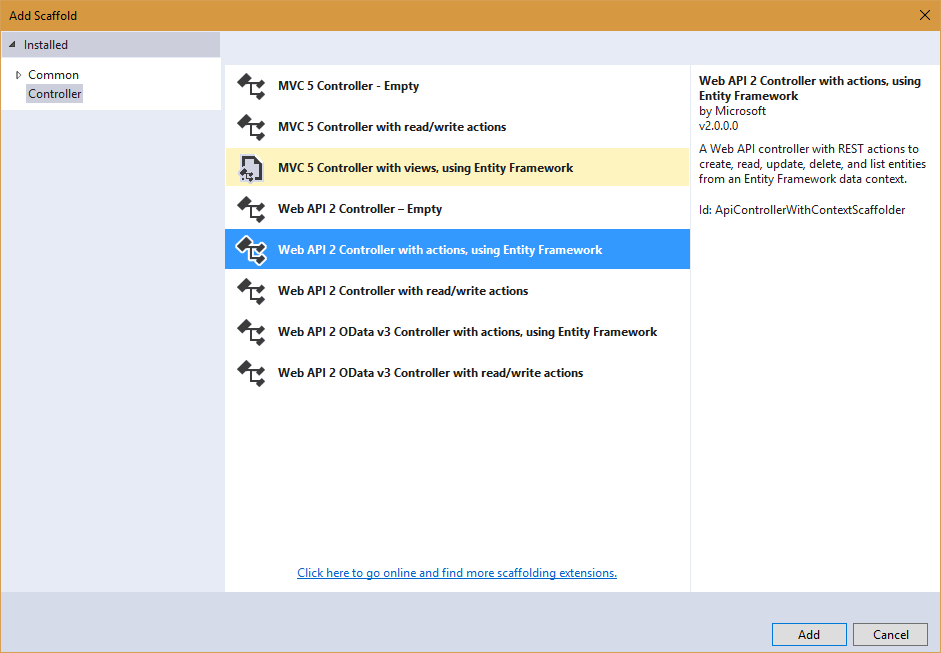 Add Scaffold
Installed
Common
Controller
MVC 5 Controller - Empty
MVC 5 Controller with read/write actions
MVC 5 Controller with views, using Entity Framework
Web API 2 Controller – Empty
Web API 2 Controller with actions, using Entity Framework
Web API 2 Controller with read/write actions
Web API 2 OData v3 Controller with actions, using Entity Framework
Web API 2 OData v3 Controller with read/write actions
Click here to go online and find more scaffolding extensions.
Web API 2 Controller with actions, using
Entity Framework
by Microsoft
v2.0.0.0
A Web API controller with REST actions to
create, read, update, delete, and list entities
from an Entity Framework data context.
Id: ApiControllerWithContextScaffolder
Add
Cancel